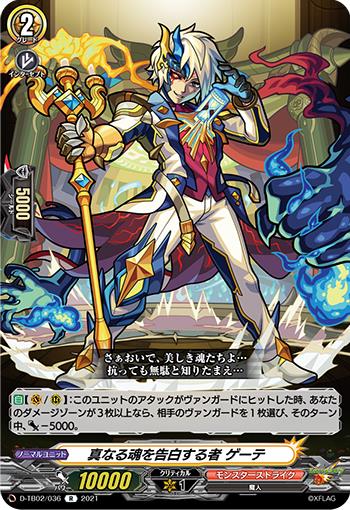 2
グレード
インターセプト
5000
シールド
さぁおいで、美しき魂たちよ…
抗っても無駄と知りたまえ…
自【Ⓥ/Ⓡ】:このユニットのアタックがヴァンガードにヒットした時、あなた
のダメージゾーンが3枚以上なら、相手のヴァンガードを1枚選び、そのターン
中、-5000。
ノーマルユニット
真なる魂を告白する者 ゲーテ
D-TB02/036 R 2021
パワー 10000
クリティカル
1
モンスターストライク
魔人
©XFLAG